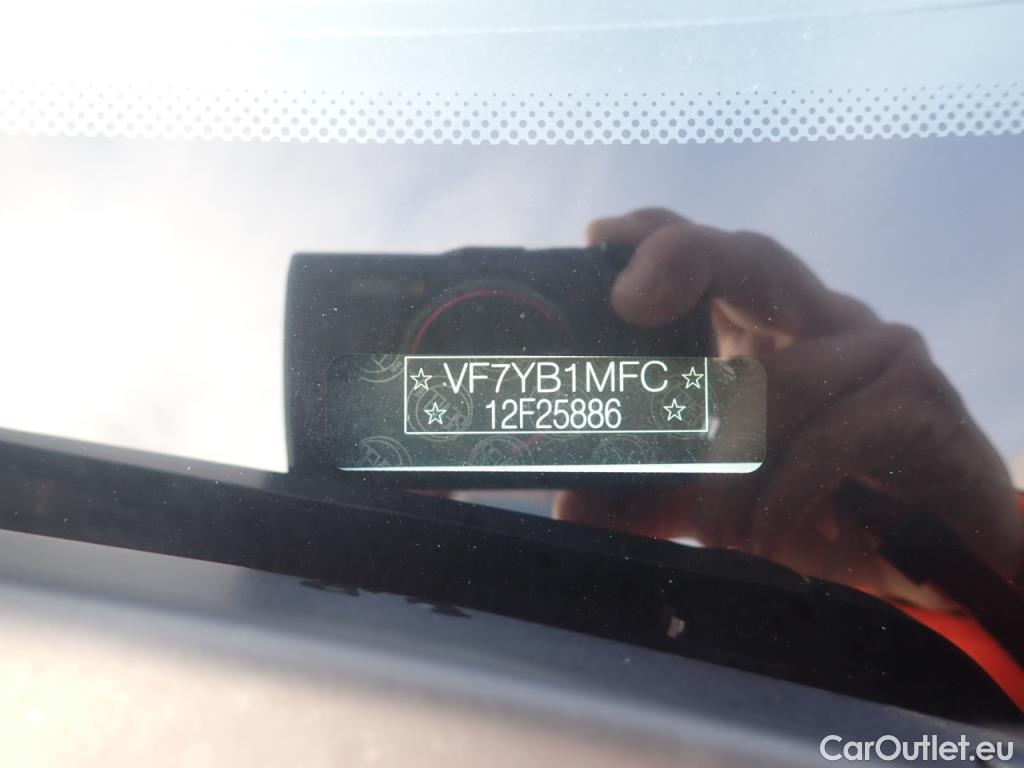 ☆ VF7YB1MFC ☆
☆ 12F25886 ☆
CarOutlet.eu